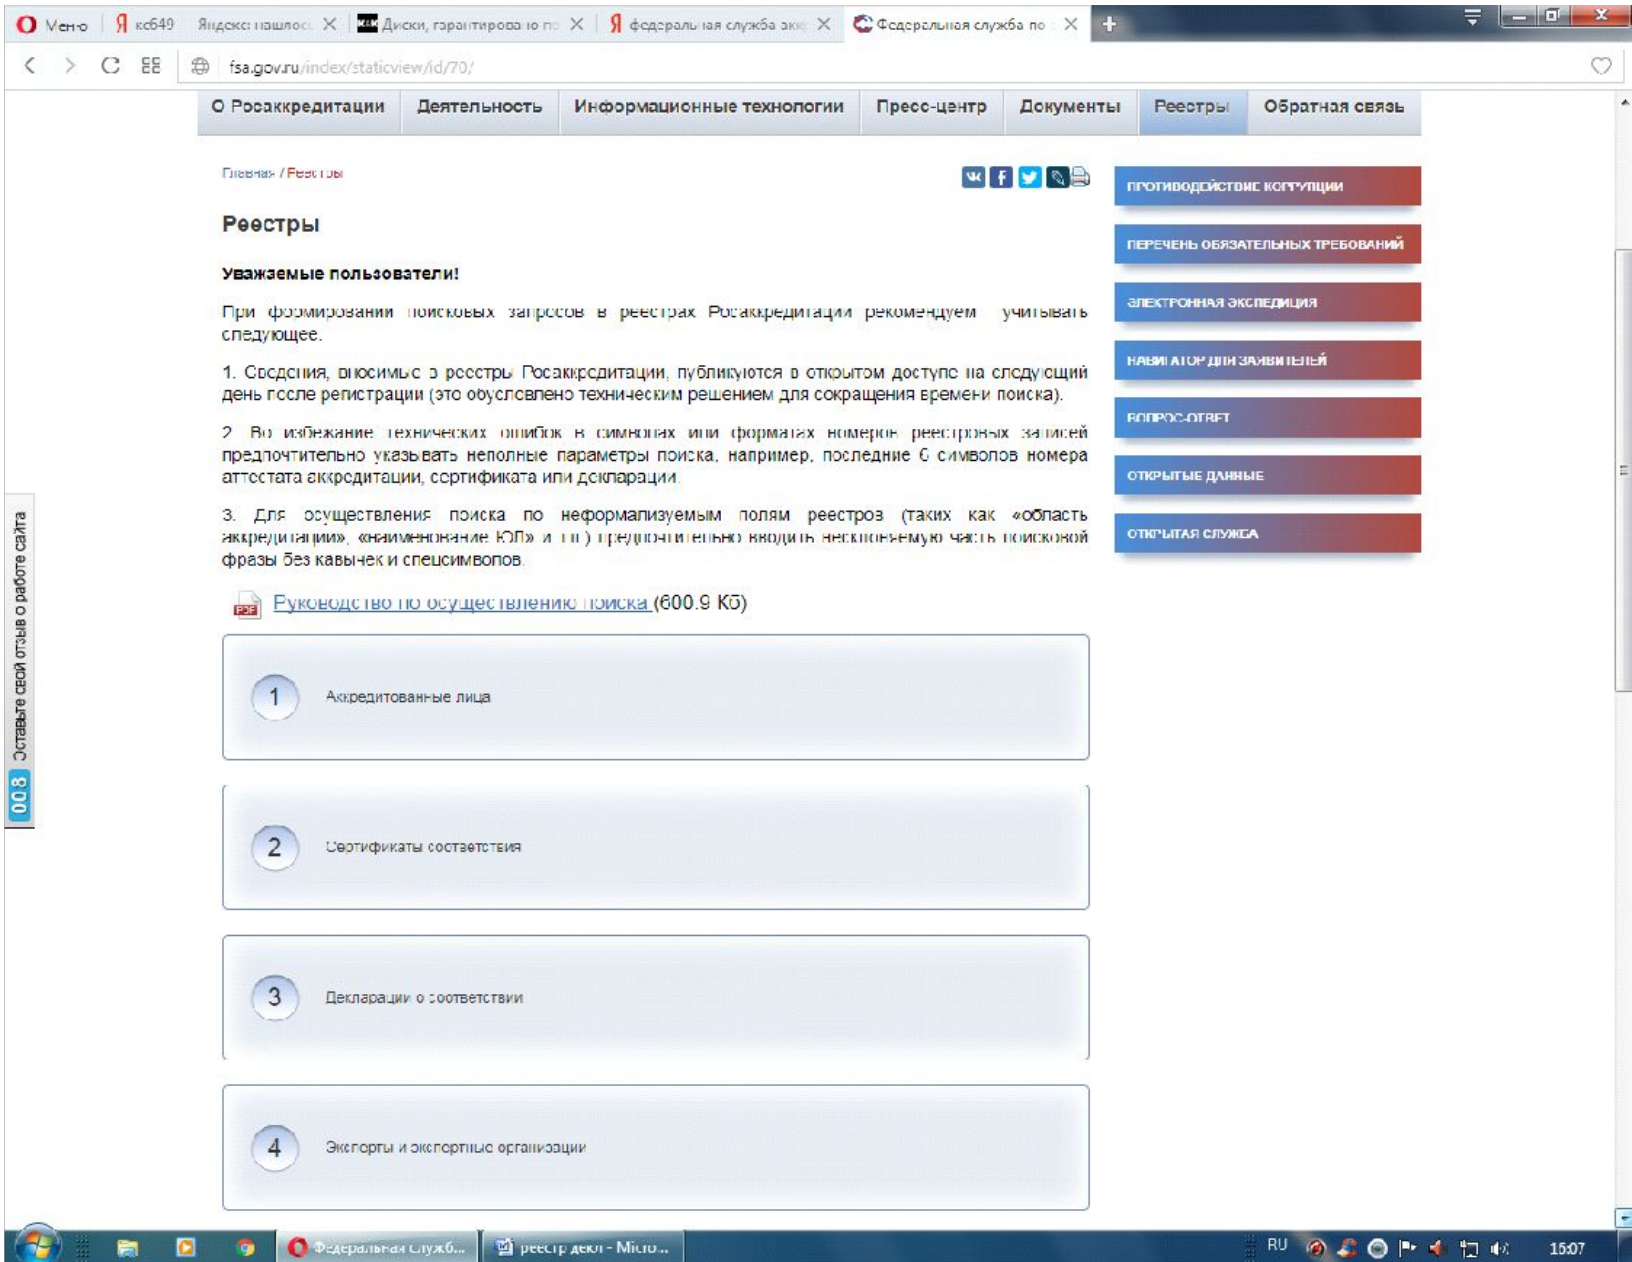 Меню
кс649 Яндекс: нашлось
Диски, гарантировано по
федеральная служба акк
Федеральная служба по
fsa.gov.ru/index/staticview/id/70/
О Росаккредитации
Деятельность
Информационные технологии
Пресс-центр
Документы
Реестры
Обратная связь
Главная / Реестры
Реестры
Уважаемые пользователи!
При формировании поисковых запросов в реестрах Росаккредитации рекомендуем учитывать
следующее.
1. Сведения, вносимые в реестры Росаккредитации, публикуются в открытом доступе на следующий
день после регистрации (это обусловлено техническим решением для сокращения времени поиска).
2. Во избежание технических ошибок в символах или форматах номеров реестровых записей
предпочтительно указывать неполные параметры поиска, например, последние 6 символов номера
аттестата аккредитации, сертификата или декларации.
3. Для осуществления поиска по неформализуемым полям реестров (таких как «область
аккредитации», «наименование ЮЛ» и т.п.) предпочтительно вводить несклоняемую часть поисковой
фразы без кавычек и спецсимволов.
PDF
Руководство по осуществлению поиска (600.9 Кб)
1
Аккредитованные лица
2
Сертификаты соответствия
3
Декларации о соответствии
4
Эксперты и экспертные организации
ПРОТИВОДЕЙСТВИЕ КОРРУПЦИИ
ПЕРЕЧЕНЬ ОБЯЗАТЕЛЬНЫХ ТРЕБОВАНИЙ
ЭЛЕКТРОННАЯ ЭКСПЕДИЦИЯ
НАВИГАТОР ДЛЯ ЗАЯВИТЕЛЕЙ
ВОПРОС-ОТВЕТ
ОТКРЫТЫЕ ДАННЫЕ
ОТКРЫТАЯ СЛУЖБА
Оставьте свой отзыв о работе сайта
Федеральная служб...
реестр декл - Micro...
RU
15:07